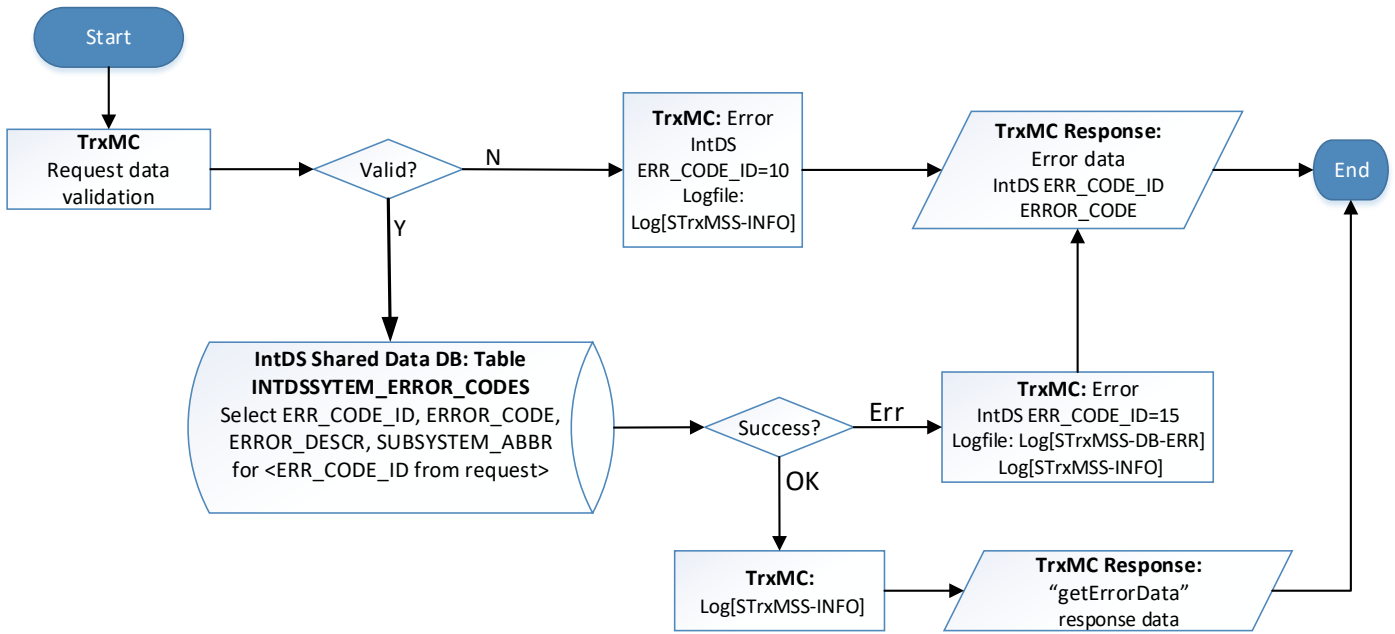 Start
TrxMC
Request data
validation
Valid?
N
Y
TrxMC: Error
IntDS
ERR_CODE_ID=10
Logfile:
Log[STrxMSS-INFO]
TrxMC Response:
Error data
IntDS ERR_CODE_ID
ERROR_CODE
End
IntDS Shared Data DB: Table
INTDSSYTEM_ERROR_CODES
Select ERR_CODE_ID, ERROR_CODE,
ERROR_DESCR, SUBSYSTEM_ABBR
for <ERR_CODE_ID from request>
Success?
Err
OK
TrxMC: Error
IntDS ERR_CODE_ID=15
Logfile: Log[STrxMSS-DB-ERR]
Log[STrxMSS-INFO]
TrxMC:
Log[STrxMSS-INFO]
TrxMC Response:
“getErrorData”
response data